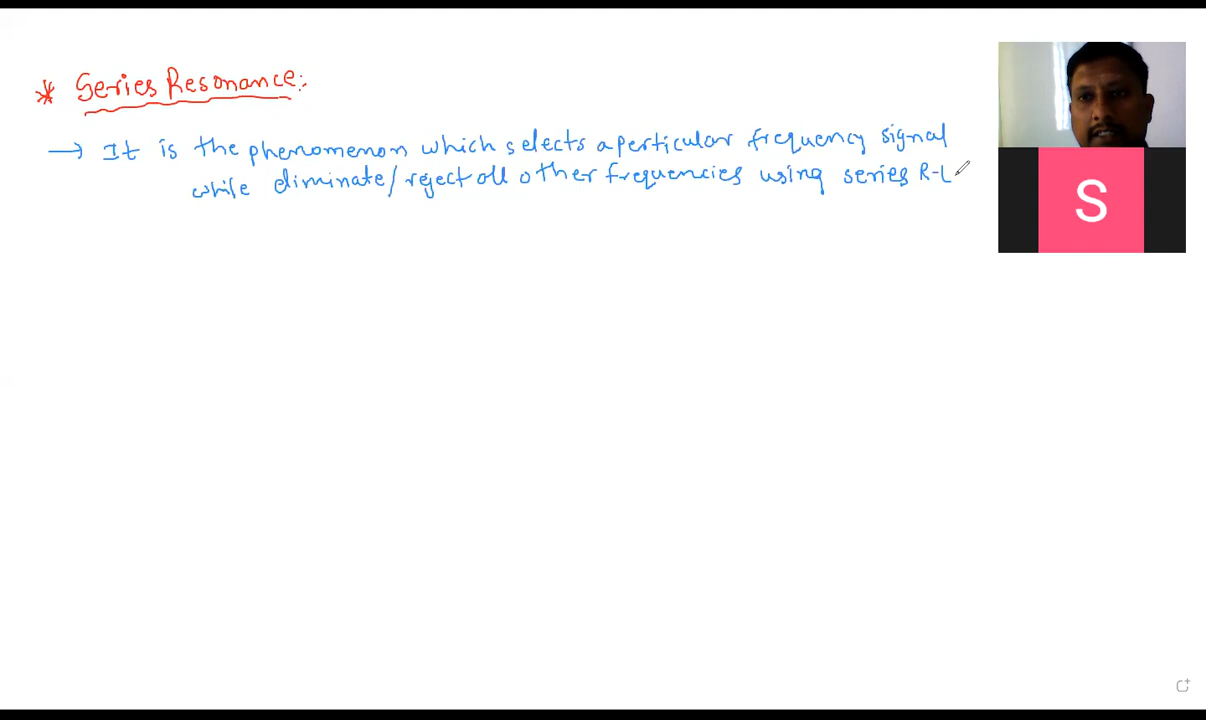 * Series Resonance:
→ It is the phenomenon which selects a perticular frequency signal
while eliminate/reject all other frequencies using series R-L
S